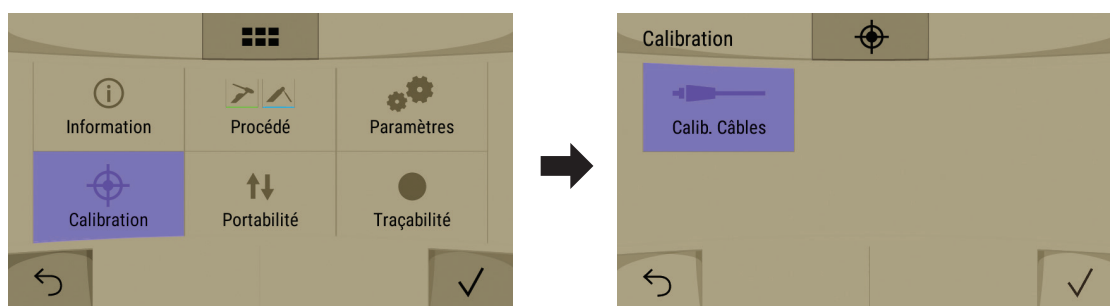 Information
Procédé
Paramètres
Calibration
Portabilité
Traçabilité
Calibration
Calib. Câbles